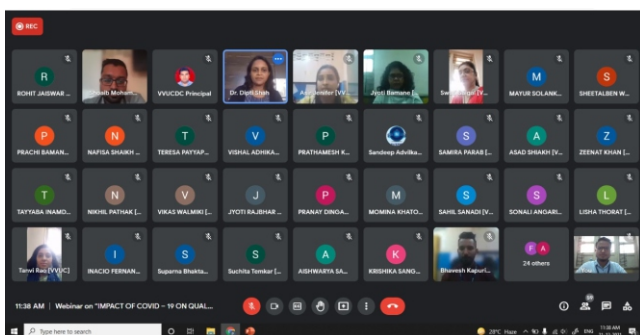 REC
R
M
S
ROHIT JAISWAR ...
VVUCDC Principal
Dr. Dipti Shah
Jyoti Bamane [...
MAYUR SOLANK...
SHEETALBEN W...
P
N
T
V
P
S
A
Z
PRACHI BAMAN...
NAFISA SHAIKH ...
TERESA PAYYAP...
VISHAL ADHIKA...
PRATHAMESH K...
Sandeep Advilka...
SAMIRA PARAB [...
ASAD SHIAKH [V...
ZEENAT KHAN [...
T
N
V
J
P
M
S
S
L
TAYYABA INAMD...
NIKHIL PATHAK [...
VIKAS WALMIKI [...
JYOTI RAJBHAR ...
PRANAY DINGA...
MOMINA KHATO...
SAHIL SANADI [V...
SONALI ANGARI...
LISHA THORAT [...
I
S
S
A
K
F A
Tanvi Rao [VVUC]
INACIO FERNAN...
Suparna Bhakta...
Suchita Temkar [...
AISHWARYA SA...
KRISHIKA SANG...
Bhavesh Kapuri...
24 others
11:38 AM | Webinar on "IMPACT OF COVID – 19 ON QUAL...
Type here to search
28°C Haze
ENG
11:38 AM